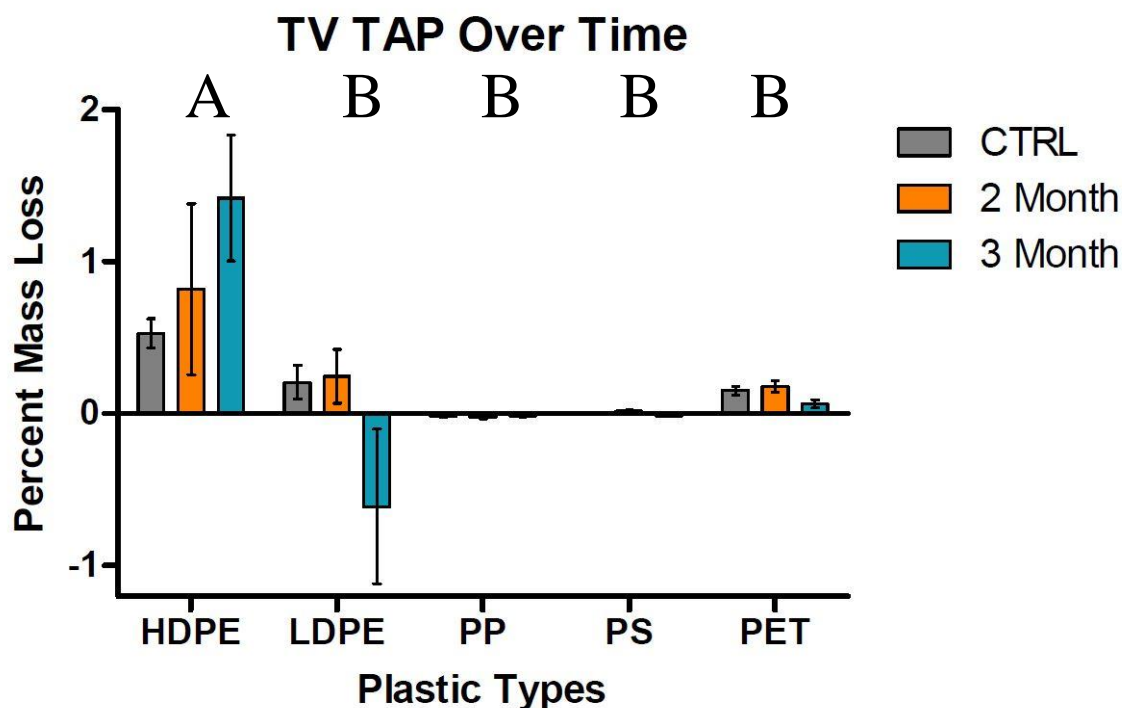 TV TAP Over Time
A B B B B
2
1
0
-1
Percent Mass Loss
CTRL
2 Month
3 Month
HDPE LDPE PP PS PET
Plastic Types